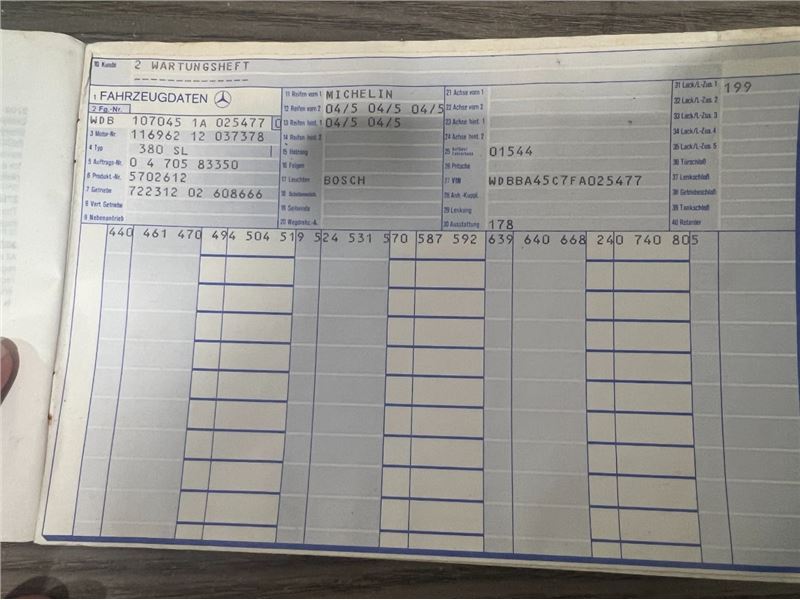 10 Kunde 2 WARTUNGSHEFT
1 FAHRZEUGDATEN
2 Fg.-Nr.
WDB 107045 1A 025477
3 Motor-Nr. 116962 12 037378
4 Typ 380 SL
5 Auftrags-Nr. 0 4 705 83350
6 Produkt.-Nr. 5702612
7 Getriebe 722312 02 608666
8 Vert.Getriebe
9 Nebenantrieb
11 Reifen vorn 1 MICHELIN
12 Reifen vorn 2 04/5 04/5 04/5
13 Reifen hint. 1 04/5 04/5
14 Reifen hint. 2
15 Heizung
16 Felgen
17 Leuchten BOSCH
19 Seitenwde
20 Wegdreh.-A.
21 Achse vorn 1
22 Achse vorn 2
23 Achse hint. 1
24 Achse hint. 2
25 01544
26 Pritsche
27 VIN WDBBA45C7FA025477
28 Anh.-Kuppl.
29 Lenkung
30 Ausstattung 178
31 Lack/L-Zus. 1 199
32 Lack/L-Zus. 2
33 Lack/L-Zus. 3
34 Lack/L-Zus. 4
35 Lack/L-Zus. 5
36 Türschloß
37 Lenkschloß
38 Getriebeschloß
39 Tankschloß
40 Retarder
440 461 470 494 504 519 524 531 570 587 592 639 640 668 240 740 805